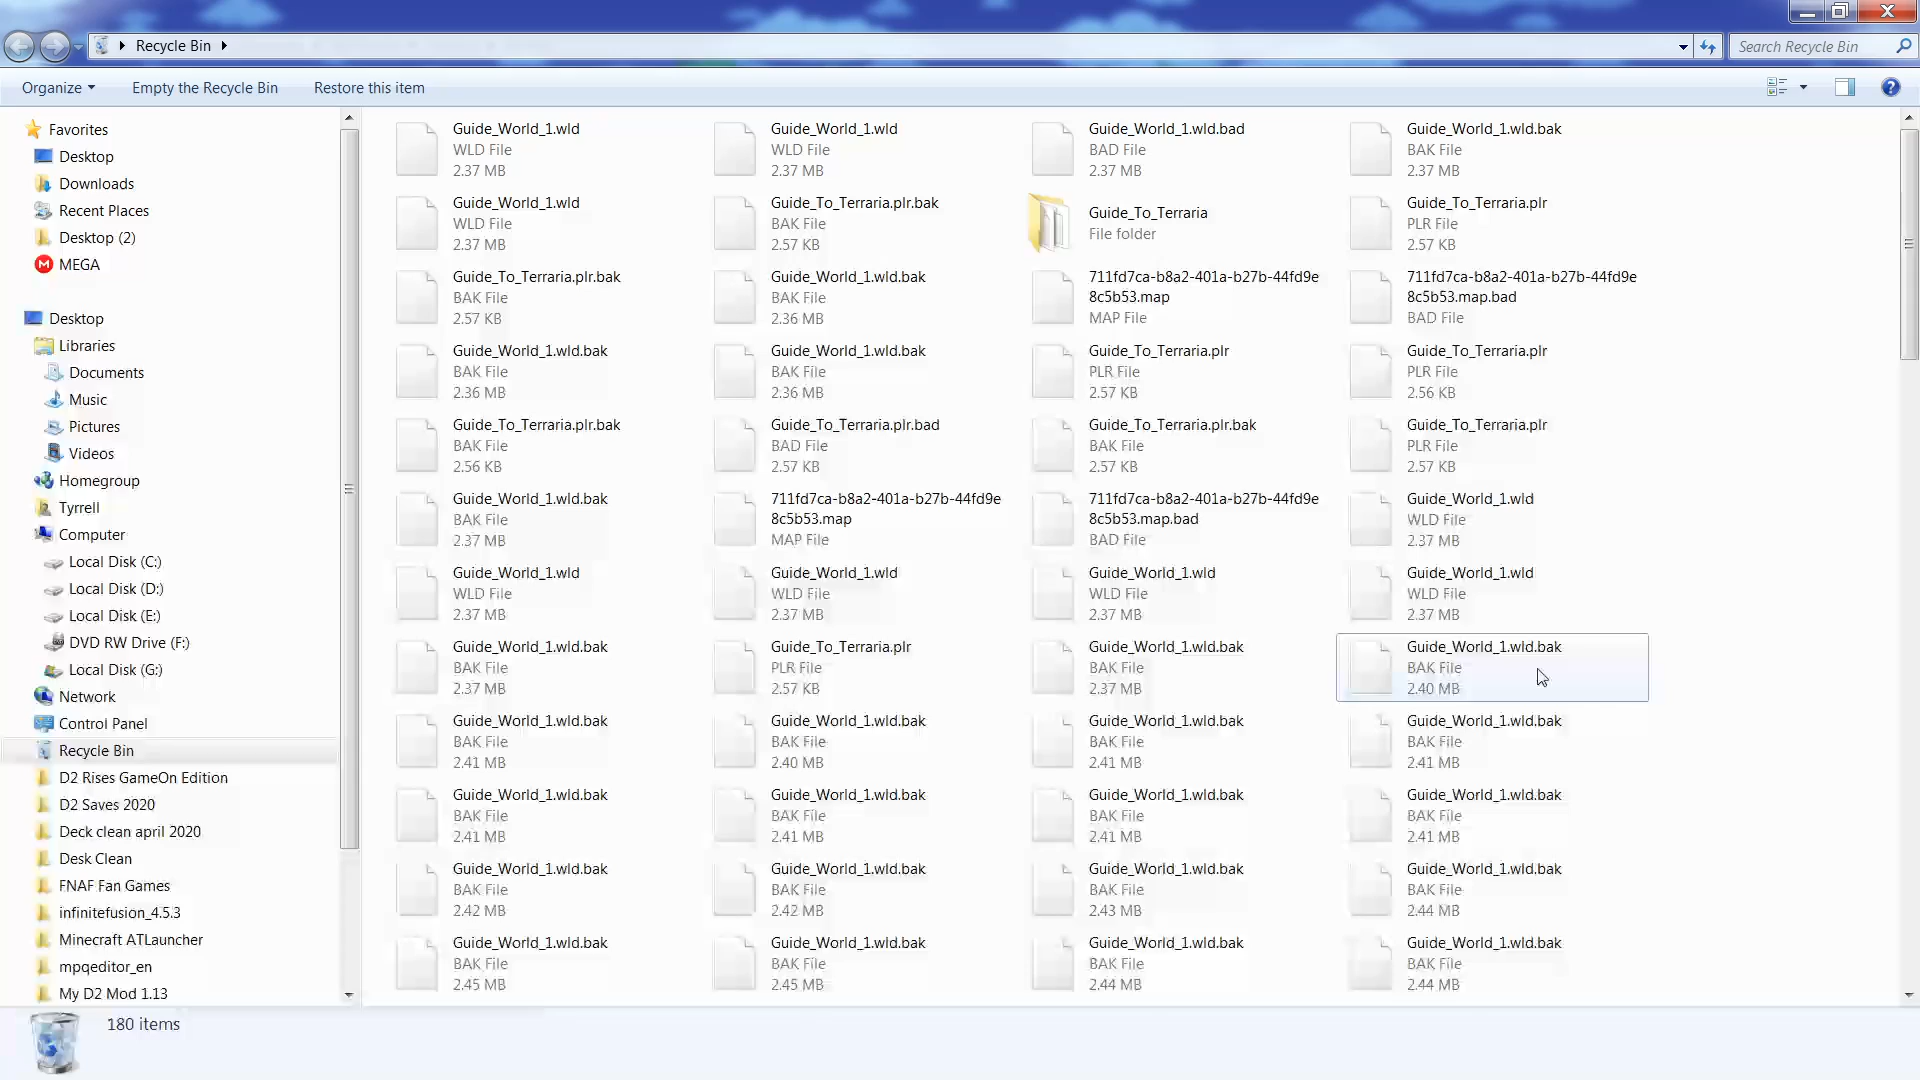 Recycle Bin
Search Recycle Bin
Organize
Empty the Recycle Bin
Restore this item
Favorites
Desktop
Downloads
Recent Places
Desktop (2)
MEGA
Desktop
Libraries
Documents
Music
Pictures
Videos
Homegroup
Tyrrell
Computer
Local Disk (C:)
Local Disk (D:)
Local Disk (E:)
DVD RW Drive (F:)
Local Disk (G:)
Network
Control Panel
Recycle Bin
D2 Rises GameOn Edition
D2 Saves 2020
Deck clean april 2020
Desk Clean
FNAF Fan Games
infinitefusion_4.5.3
Minecraft ATLauncher
mpqeditor_en
My D2 Mod 1.13
Guide_World_1.wld
WLD File
2.37 MB
Guide_World_1.wld
WLD File
2.37 MB
Guide_World_1.wld.bad
BAD File
2.37 MB
Guide_World_1.wld.bak
BAK File
2.37 MB
Guide_World_1.wld
WLD File
2.37 MB
Guide_To_Terraria.plr.bak
BAK File
2.57 KB
Guide_To_Terraria
File folder
Guide_To_Terraria.plr
PLR File
2.57 KB
Guide_To_Terraria.plr.bak
BAK File
2.57 KB
Guide_World_1.wld.bak
BAK File
2.36 MB
711fd7ca-b8a2-401a-b27b-44fd9e
8c5b53.map
MAP File
711fd7ca-b8a2-401a-b27b-44fd9e
8c5b53.map.bad
BAD File
Guide_World_1.wld.bak
BAK File
2.36 MB
Guide_World_1.wld.bak
BAK File
2.36 MB
Guide_To_Terraria.plr
PLR File
2.57 KB
Guide_To_Terraria.plr
PLR File
2.56 KB
Guide_To_Terraria.plr.bak
BAK File
2.56 KB
Guide_To_Terraria.plr.bad
BAD File
2.57 KB
Guide_To_Terraria.plr.bak
BAK File
2.57 KB
Guide_To_Terraria.plr
PLR File
2.57 KB
Guide_World_1.wld.bak
BAK File
2.37 MB
711fd7ca-b8a2-401a-b27b-44fd9e
8c5b53.map
MAP File
711fd7ca-b8a2-401a-b27b-44fd9e
8c5b53.map.bad
BAD File
Guide_World_1.wld
WLD File
2.37 MB
Guide_World_1.wld
WLD File
2.37 MB
Guide_World_1.wld
WLD File
2.37 MB
Guide_World_1.wld
WLD File
2.37 MB
Guide_World_1.wld
WLD File
2.37 MB
Guide_World_1.wld.bak
BAK File
2.37 MB
Guide_To_Terraria.plr
PLR File
2.57 KB
Guide_World_1.wld.bak
BAK File
2.37 MB
Guide_World_1.wld.bak
BAK File
2.40 MB
Guide_World_1.wld.bak
BAK File
2.41 MB
Guide_World_1.wld.bak
BAK File
2.40 MB
Guide_World_1.wld.bak
BAK File
2.41 MB
Guide_World_1.wld.bak
BAK File
2.41 MB
Guide_World_1.wld.bak
BAK File
2.41 MB
Guide_World_1.wld.bak
BAK File
2.41 MB
Guide_World_1.wld.bak
BAK File
2.41 MB
Guide_World_1.wld.bak
BAK File
2.41 MB
Guide_World_1.wld.bak
BAK File
2.42 MB
Guide_World_1.wld.bak
BAK File
2.42 MB
Guide_World_1.wld.bak
BAK File
2.43 MB
Guide_World_1.wld.bak
BAK File
2.44 MB
Guide_World_1.wld.bak
BAK File
2.45 MB
Guide_World_1.wld.bak
BAK File
2.45 MB
Guide_World_1.wld.bak
BAK File
2.44 MB
Guide_World_1.wld.bak
BAK File
2.44 MB
180 items